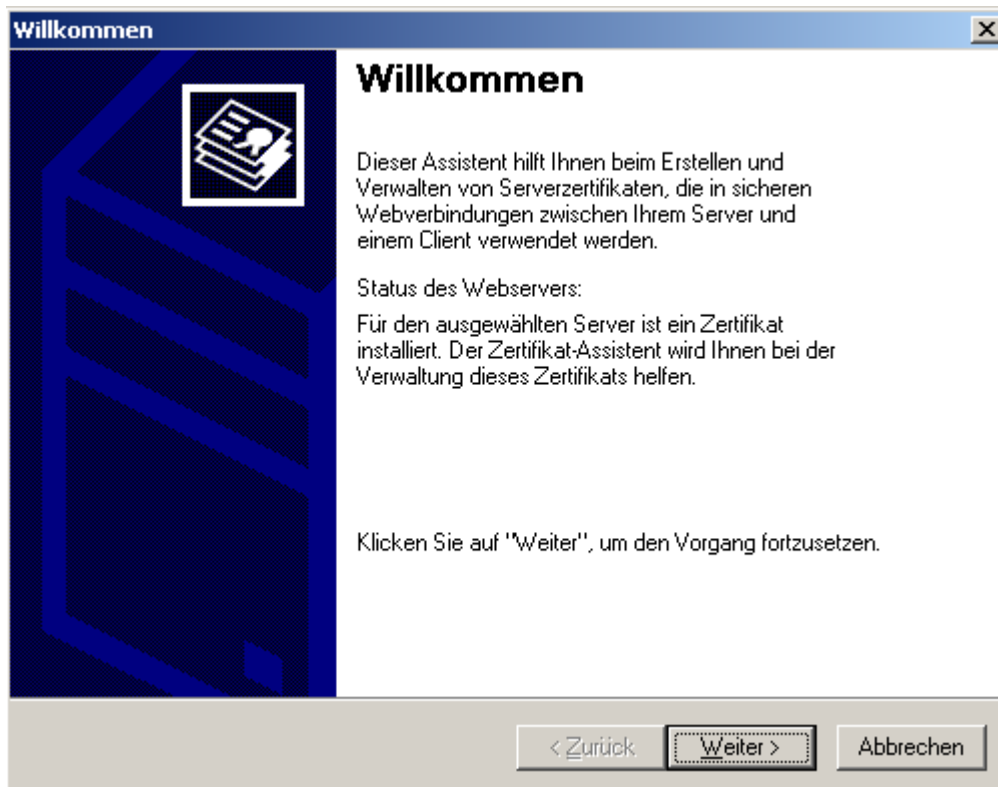 Willkommen
Willkommen
Dieser Assistent hilft Ihnen beim Erstellen und
Verwalten von Serverzertifikaten, die in sicheren
Webverbindungen zwischen Ihrem Server und
einem Client verwendet werden.
Status des Webservers:
Für den ausgewählten Server ist ein Zertifikat
installiert. Der Zertifikat-Assistent wird Ihnen bei der
Verwaltung dieses Zertifikats helfen.
Klicken Sie auf "Weiter", um den Vorgang fortzusetzen.
< Zurück Weiter > Abbrechen